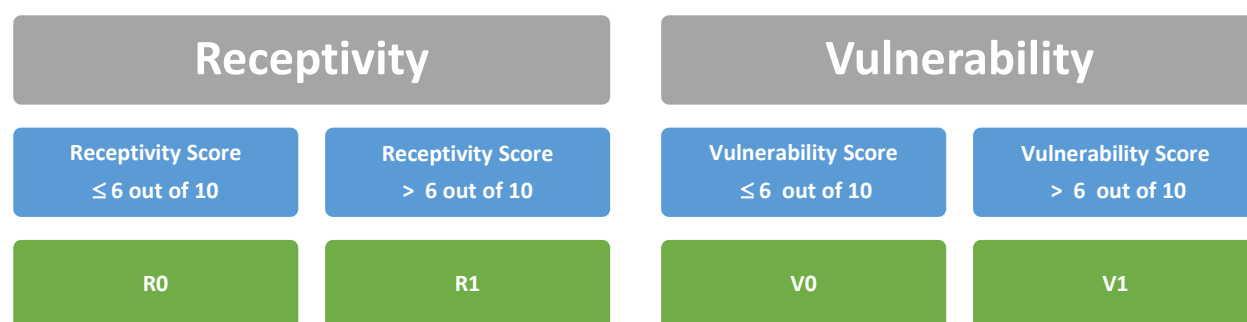 Receptivity
Vulnerability
Receptivity Score
≤ 6 out of 10
Receptivity Score
> 6 out of 10
Vulnerability Score
≤ 6 out of 10
Vulnerability Score
> 6 out of 10
R0
R1
V0
V1